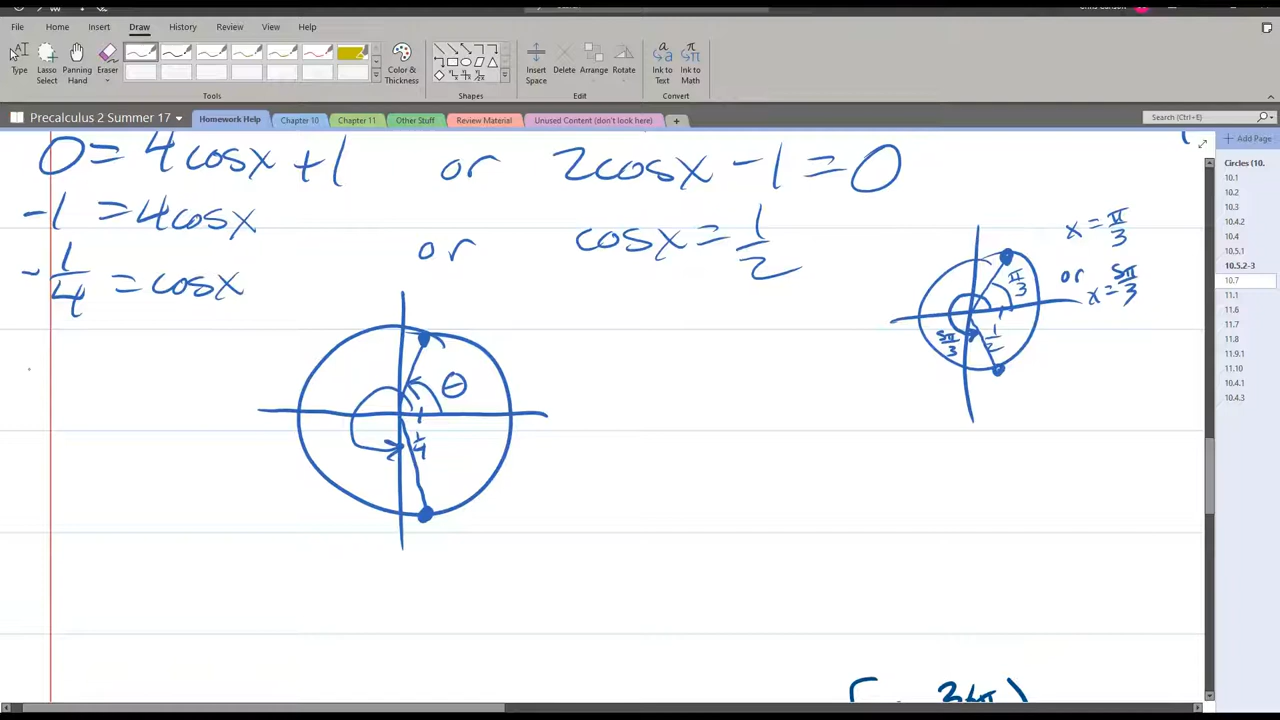 File Home Insert Draw History Review View Help
Type Lasso Select Panning Hand Eraser Color & Thickness Insert Space Delete Arrange Rotate Ink to Text Ink to Math
Tools Shapes Edit Convert
Precalculus 2 Summer 17 Homework Help Chapter 10 Chapter 11 Other Stuff Review Material Unused Content (don't look here) + Search (Ctrl+E)
Add Page
Circles (10.
10.1
10.2
10.3
10.4.2
10.4
10.5.1
10.5.2-3
10.7
11.1
11.6
11.7
11.8
11.9.1
11.10
10.4.1
10.4.3
0 = 4cosx + 1 or 2cosx - 1 = 0
-1 = 4cosx
or cosx = 1/2
-1/4 = cosx
x = π/3
or x = 5π/3
π/3
5π/3
1/2
θ
1/4